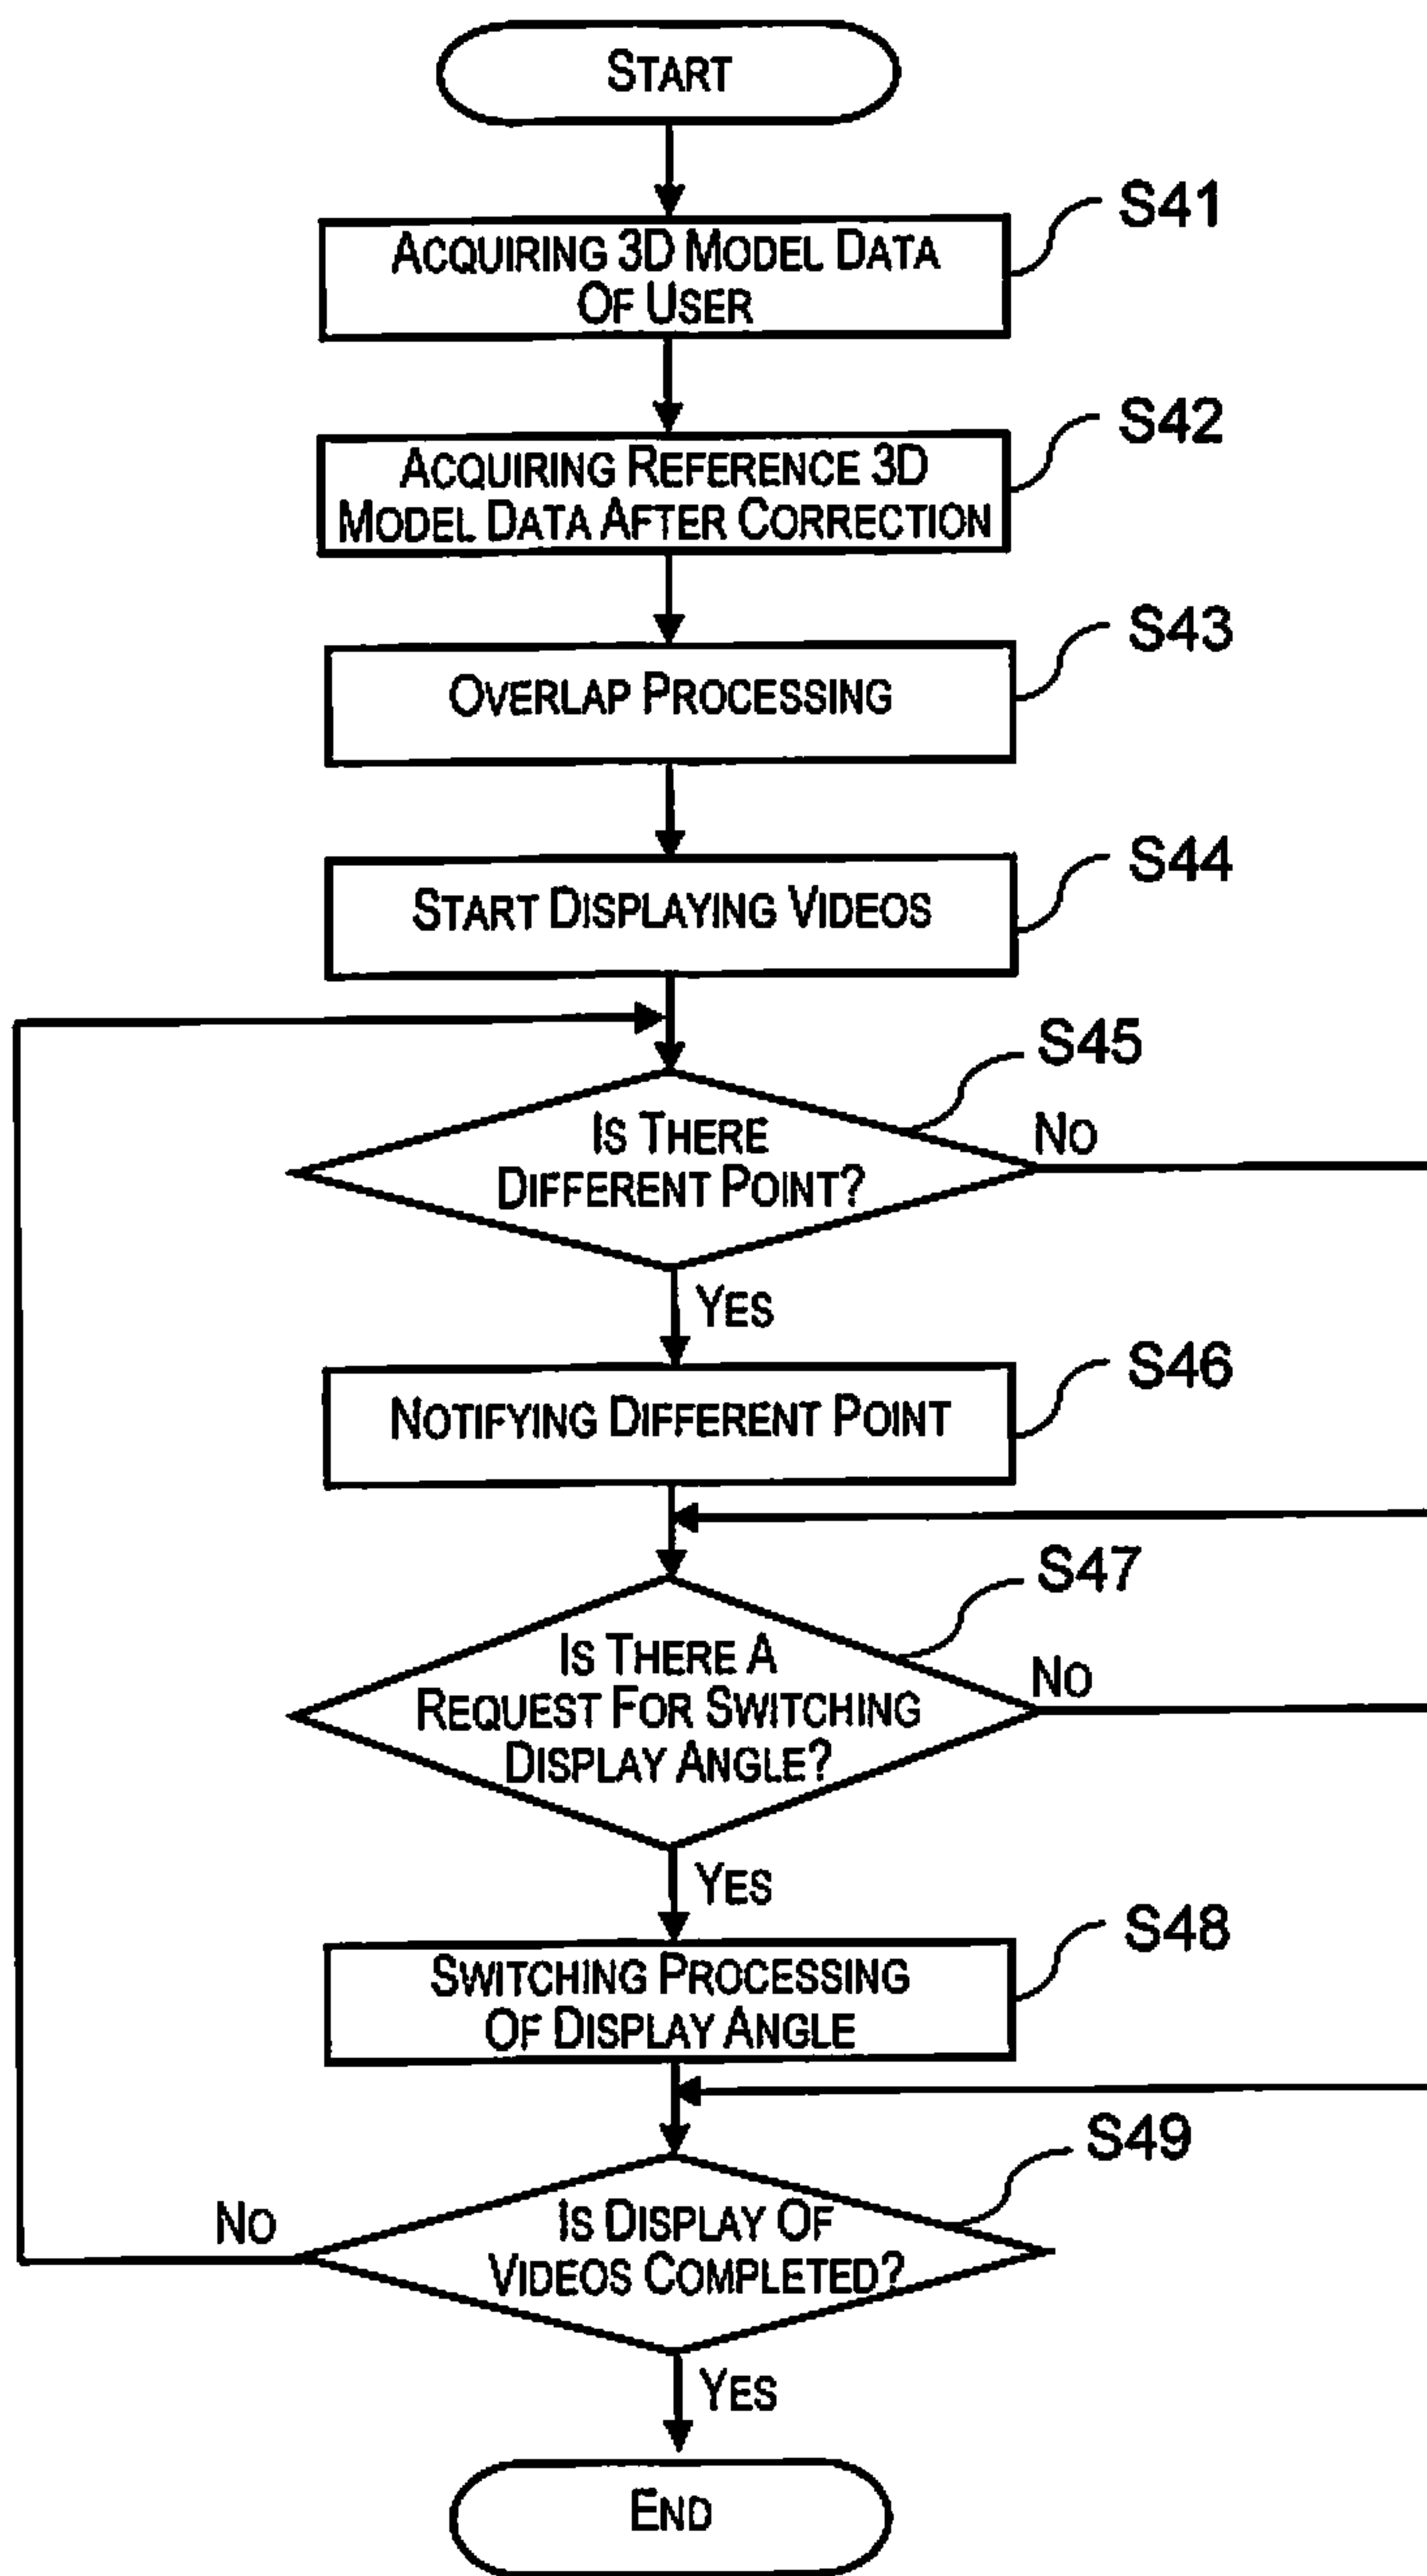 START
S41
ACQUIRING 3D MODEL DATA
OF USER
S42
ACQUIRING REFERENCE 3D
MODEL DATA AFTER CORRECTION
S43
OVERLAP PROCESSING
S44
START DISPLAYING VIDEOS
S45
IS THERE
DIFFERENT POINT?
NO
YES
S46
NOTIFYING DIFFERENT POINT
S47
IS THERE A
REQUEST FOR SWITCHING
DISPLAY ANGLE?
NO
YES
S48
SWITCHING PROCESSING
OF DISPLAY ANGLE
S49
IS DISPLAY OF
VIDEOS COMPLETED?
NO
YES
END